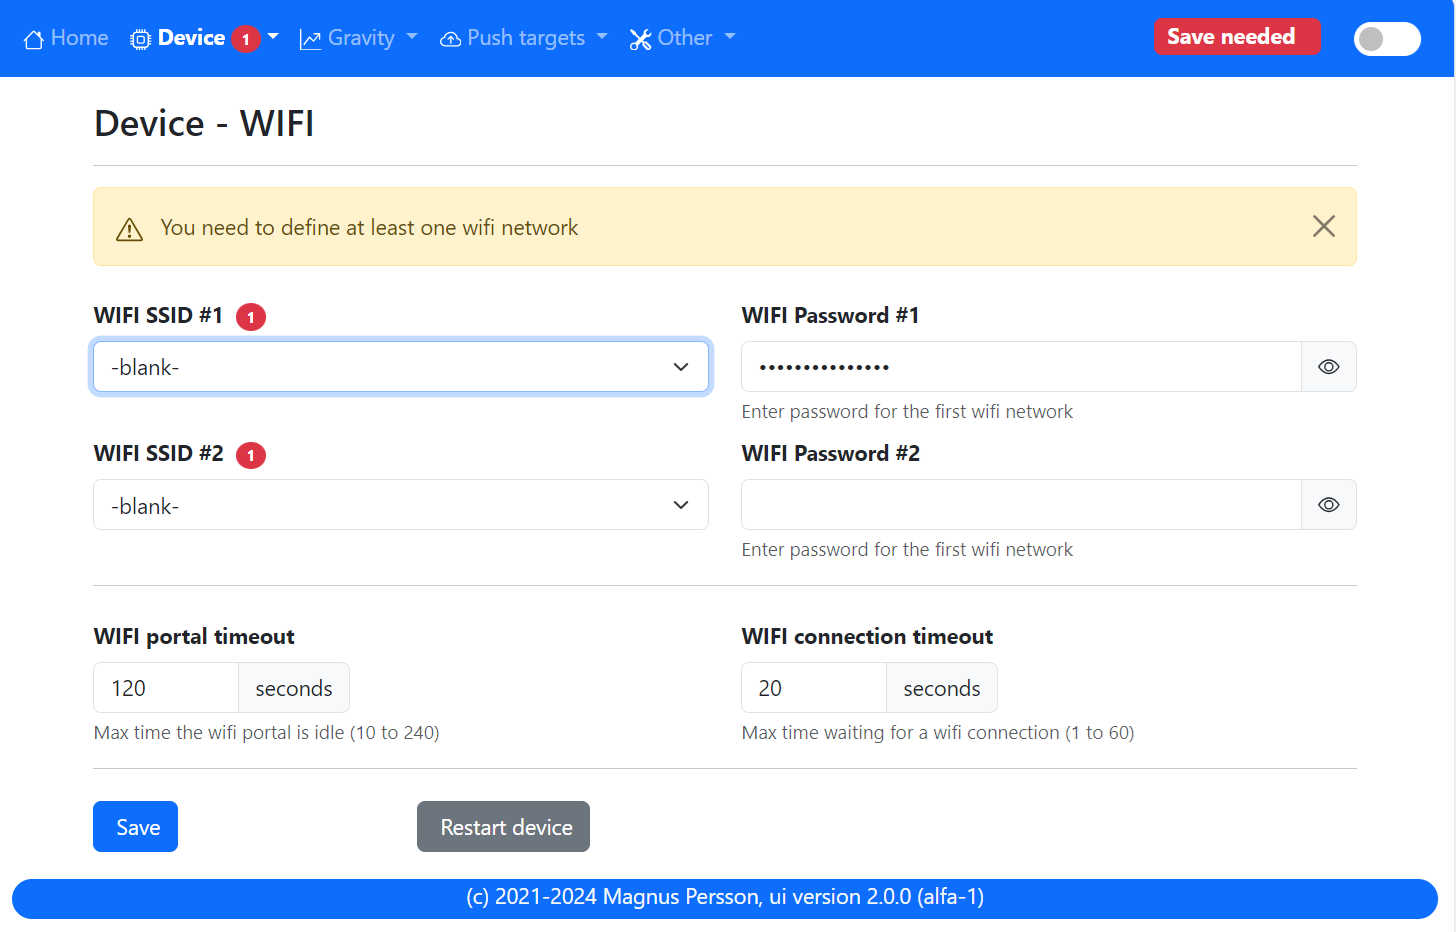 Home Device 1 Gravity Push targets Other Save needed
Device - WIFI
You need to define at least one wifi network
WIFI SSID #1 1 WIFI Password #1
-blank- •••••••••••••••
Enter password for the first wifi network
WIFI SSID #2 1 WIFI Password #2
-blank-
Enter password for the first wifi network
WIFI portal timeout WIFI connection timeout
120 seconds 20 seconds
Max time the wifi portal is idle (10 to 240) Max time waiting for a wifi connection (1 to 60)
Save Restart device
(c) 2021-2024 Magnus Persson, ui version 2.0.0 (alfa-1)